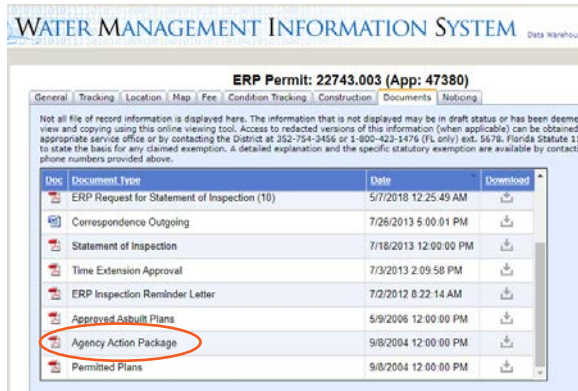 WATER MANAGEMENT INFORMATION SYSTEM Data Warehou
ERP Permit: 22743.003 (App: 47380)
General Tracking Location Map Fee Condition Tracking Construction Documents Noticing
Not all file of record information is displayed here. The information that is not displayed may be in draft status or has been deeme
view and copying using this online viewing tool. Access to redacted versions of this information (when applicable) can be obtained
appropriate service office or by contacting the District at 352-754-3456 or 1-800-423-1476 (FL only) ext. 5678. Florida Statute 11
to state the basis for any claimed exemption. A detailed explanation and the specific statutory exemption are available by contacti
phone numbers provided above.
Doc Document Type Date Download
ERP Request for Statement of Inspection (10) 5/7/2018 12:25:49 AM
Correspondence Outgoing 7/26/2013 5:00:01 PM
Statement of Inspection 7/18/2013 12:00:00 PM
Time Extension Approval 7/3/2013 2:09:58 PM
ERP Inspection Reminder Letter 7/2/2012 8:22:14 AM
Approved Asbuilt Plans 5/9/2006 12:00:00 PM
Agency Action Package 9/8/2004 12:00:00 PM
Permitted Plans 9/8/2004 12:00:00 PM